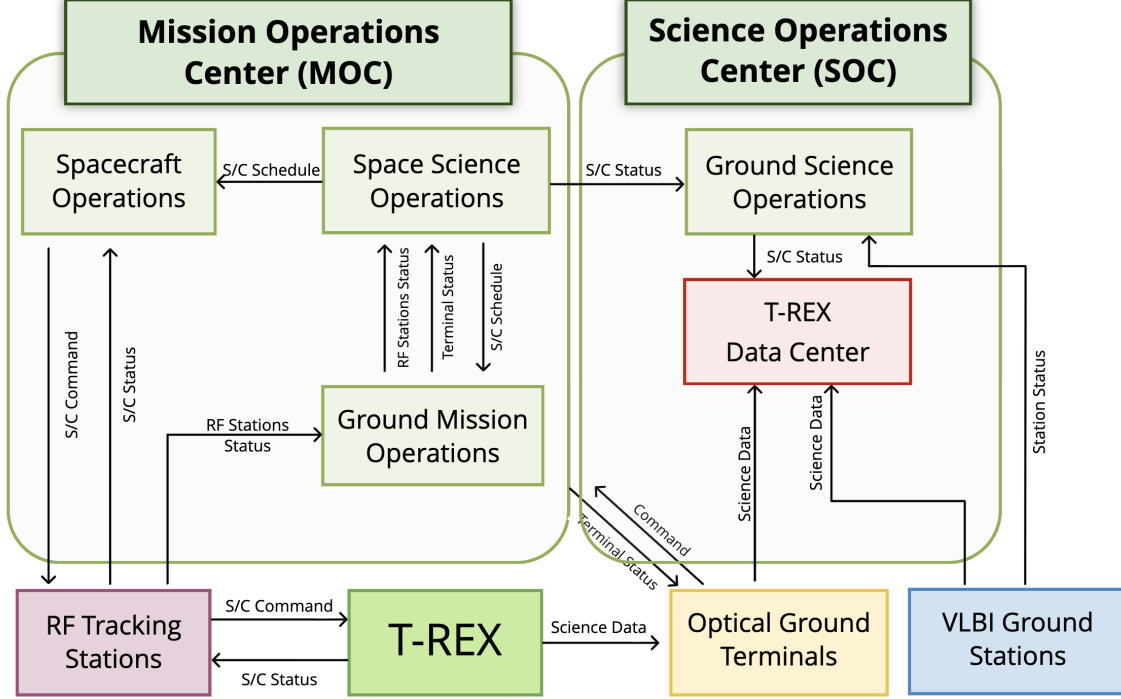 Mission Operations
Center (MOC)
Science Operations
Center (SOC)
Spacecraft
Operations
S/C Schedule
Space Science
Operations
S/C Status
Ground Science
Operations
S/C Status
T-REX
Data Center
S/C Command
S/C Status
RF Stations Status
Terminal Status
S/C Schedule
RF Stations
Status
Ground Mission
Operations
Science Data
Science Data
Station Status
Command
Terminal Status
RF Tracking
Stations
S/C Command
S/C Status
T-REX
Science Data
Optical Ground
Terminals
VLBI Ground
Stations